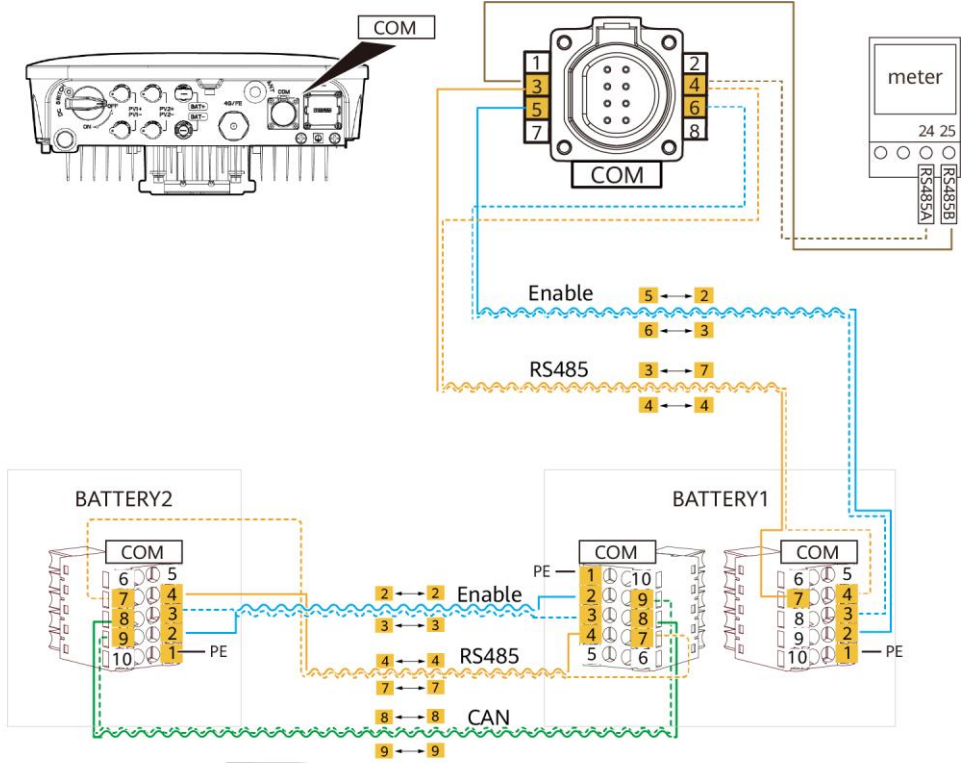 COM
DC SWITCH
OFF
ON
PV1+
PV1-
PV2+
PV2-
BAT+
BAT-
4G/FE
ANT
COM
1
3
5
7
2
4
6
8
COM
meter
24 25
RS485A
RS485B
Enable
5 2
6 3
RS485
3 7
4 4
BATTERY2
COM
6 5
7 4
8 3
9 2
10 1
PE
2 2
Enable
3 3
4 4
RS485
7 7
8 8
CAN
9 9
BATTERY1
COM
PE
1 10
2 9
3 8
4 7
5 6
COM
6 5
7 4
8 3
9 2
10 1
PE